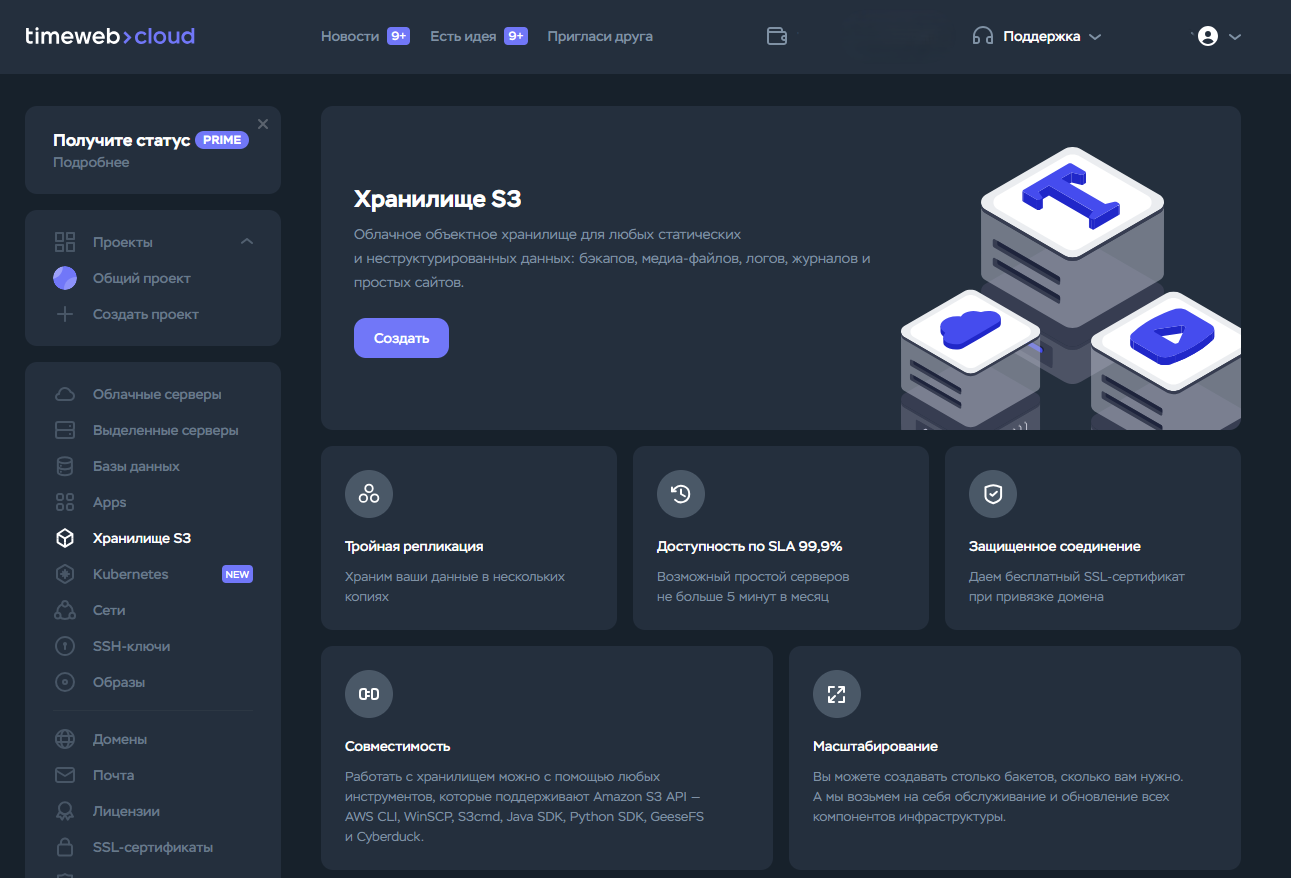 timeweb>cloud
Новости 9+ Есть идея 9+ Пригласи друга
Поддержка
Получите статус PRIME
Подробнее
Проекты
Общий проект
Создать проект
Облачные серверы
Выделенные серверы
Базы данных
Apps
Хранилище S3
Kubernetes NEW
Сети
SSH-ключи
Образы
Домены
Почта
Лицензии
SSL-сертификаты
Хранилище S3
Облачное объектное хранилище для любых статических
и неструктурированных данных: бэкапов, медиа-файлов, логов, журналов и
простых сайтов.
Создать
Тройная репликация
Храним ваши данные в нескольких
копиях
Доступность по SLA 99,9%
Возможный простой серверов
не больше 5 минут в месяц
Защищенное соединение
Даем бесплатный SSL-сертификат
при привязке домена
Совместимость
Работать с хранилищем можно с помощью любых
инструментов, которые поддерживают Amazon S3 API —
AWS CLI, WinSCP, S3cmd, Java SDK, Python SDK, GeeseFS
и Cyberduck.
Масштабирование
Вы можете создавать столько бакетов, сколько вам нужно.
А мы возьмем на себя обслуживание и обновление всех
компонентов инфраструктуры.